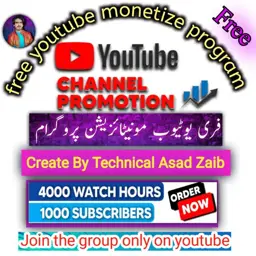 free youtube monetize program
Free
YouTube
CHANNEL
PROMOTION
فری یوٹیوب مونیٹائزیشن پروگرام
Create By Technical Asad Zaib
4000 WATCH HOURS
1000 SUBSCRIBERS
ORDER
NOW
Join the group only on youtube